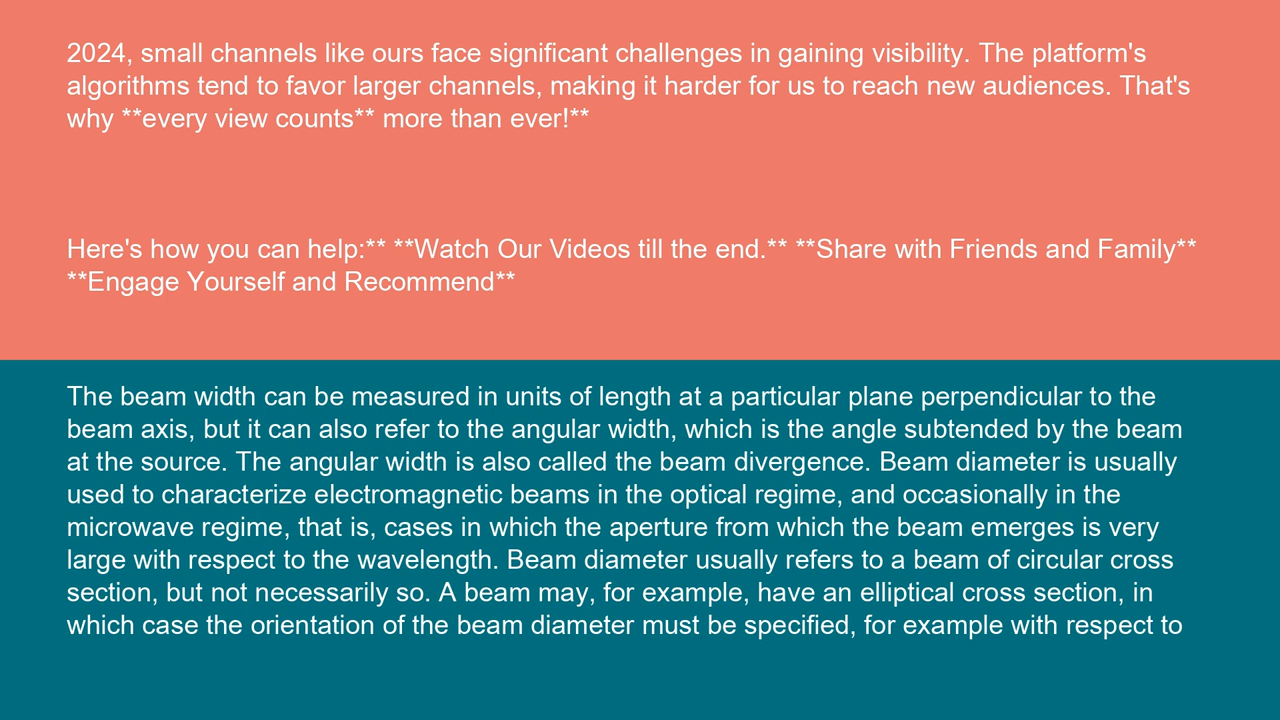 2024, small channels like ours face significant challenges in gaining visibility. The platform's
algorithms tend to favor larger channels, making it harder for us to reach new audiences. That's
why **every view counts** more than ever!**
Here's how you can help:** **Watch Our Videos till the end.** **Share with Friends and Family**
**Engage Yourself and Recommend**
The beam width can be measured in units of length at a particular plane perpendicular to the
beam axis, but it can also refer to the angular width, which is the angle subtended by the beam
at the source. The angular width is also called the beam divergence. Beam diameter is usually
used to characterize electromagnetic beams in the optical regime, and occasionally in the
microwave regime, that is, cases in which the aperture from which the beam emerges is very
large with respect to the wavelength. Beam diameter usually refers to a beam of circular cross
section, but not necessarily so. A beam may, for example, have an elliptical cross section, in
which case the orientation of the beam diameter must be specified, for example with respect to